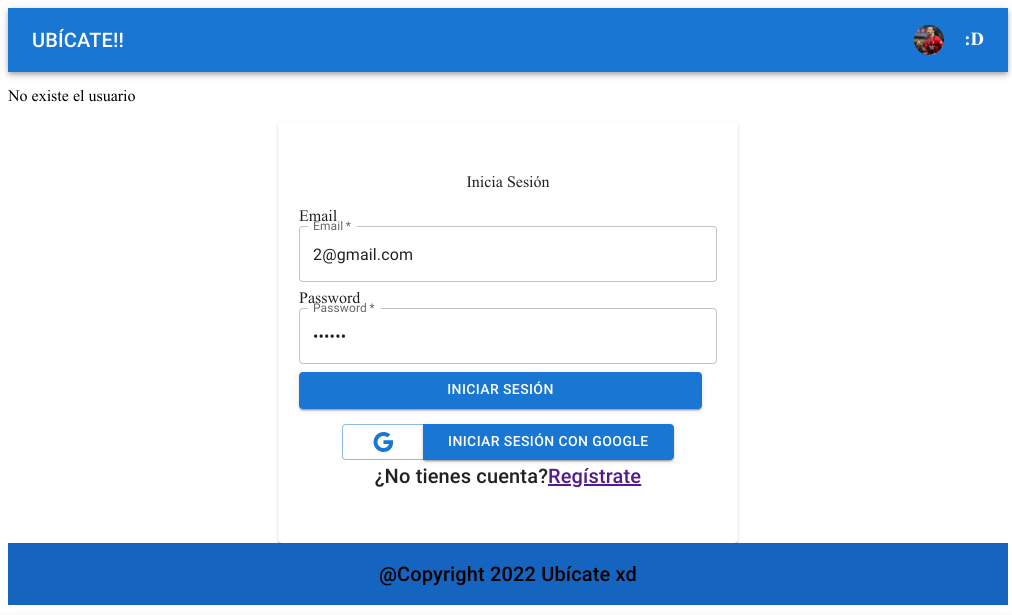 UBÍCATE!!
:D
No existe el usuario
Inicia Sesión
Email
Email *
2@gmail.com
Password
Password *
••••••
INICIAR SESIÓN
G
INICIAR SESIÓN CON GOOGLE
¿No tienes cuenta?Regístrate
@Copyright 2022 Ubícate xd